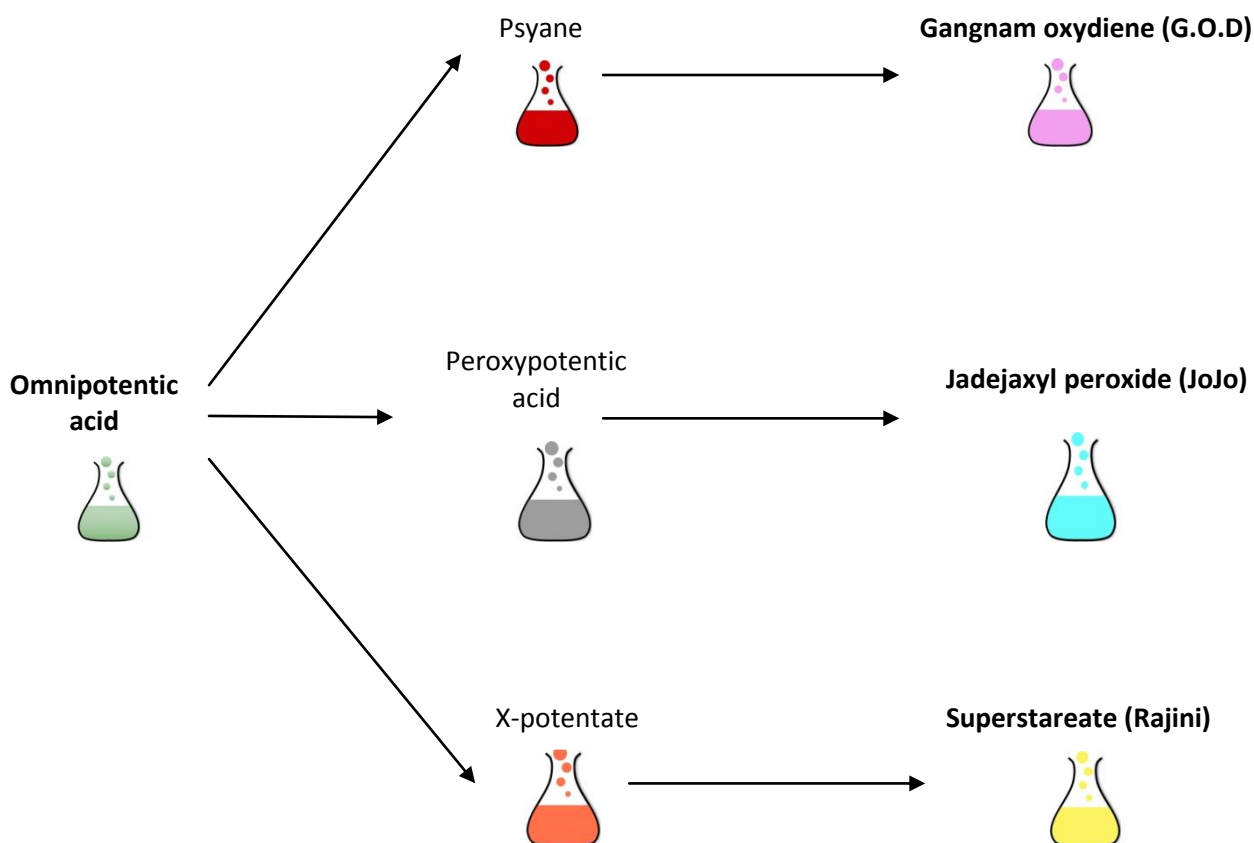 Psyane
Gangnam oxydiene (G.O.D)
Omnipotentic
acid
Peroxypotentic
acid
Jadejaxyl peroxide (JoJo)
X-potentate
Superstareate (Rajini)